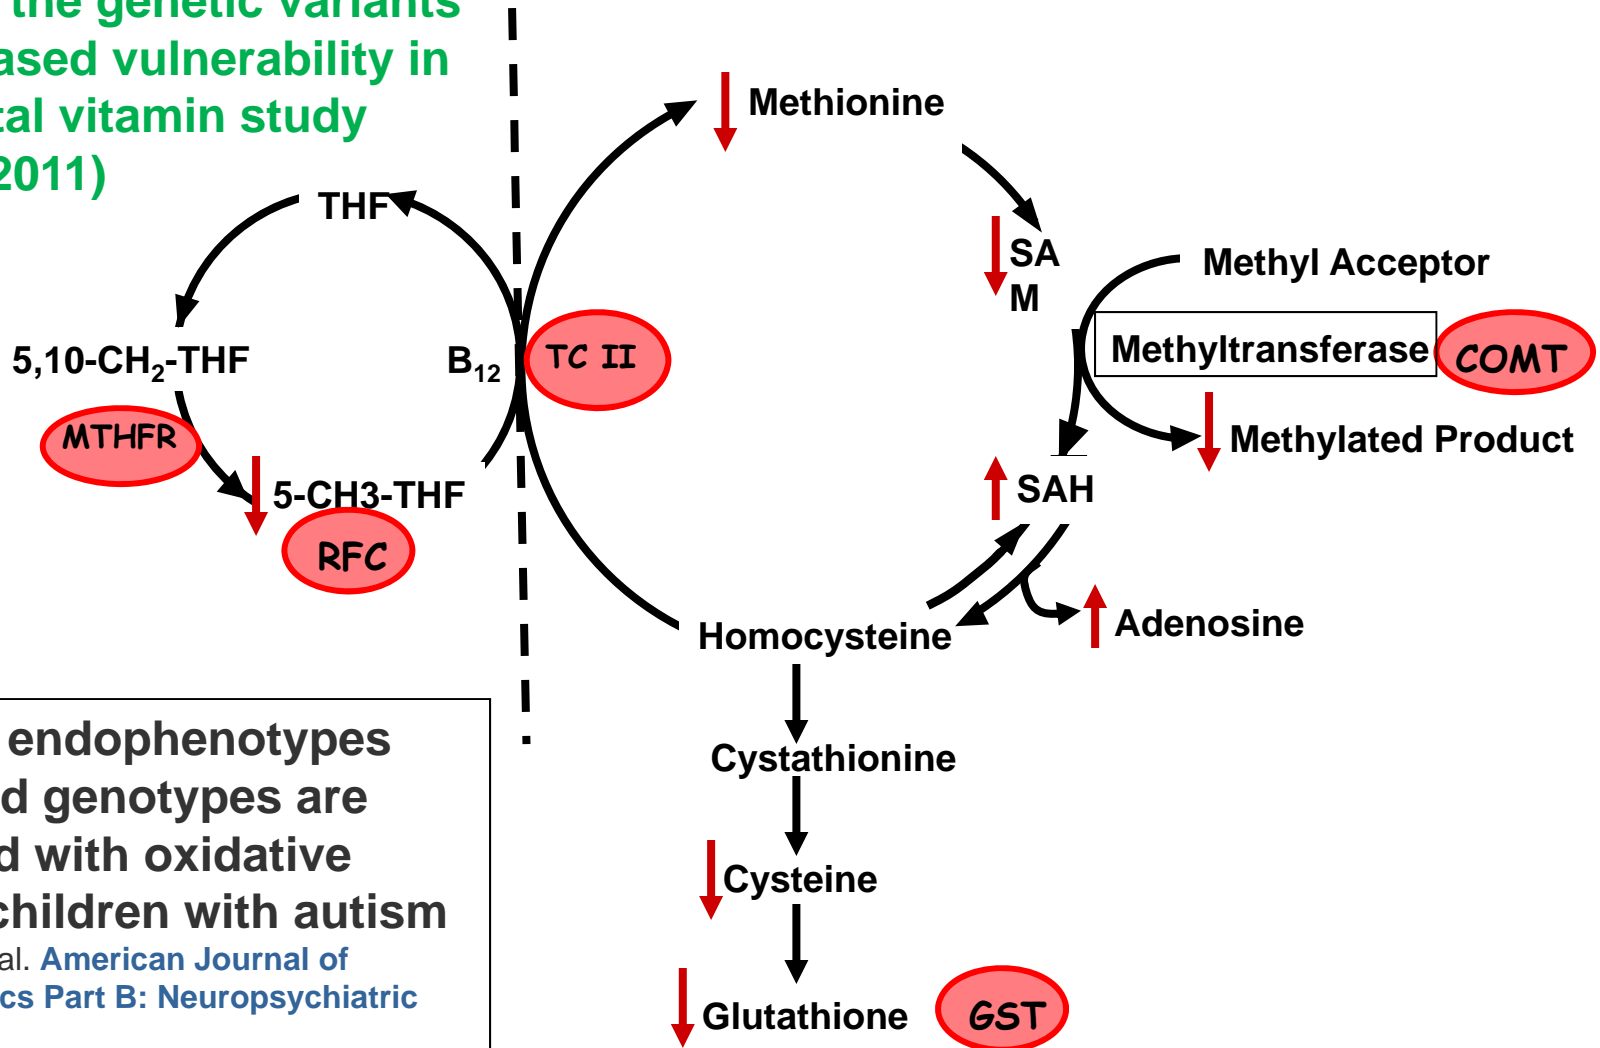 the genetic variants
ased vulnerability in
tal vitamin study
2011)
Methionine
THF
SA
M
Methyl Acceptor
5,10-CH₂-THF
B₁₂
TC II
Methyltransferase
COMT
MTHFR
Methylated Product
5-CH3-THF
SAH
RFC
Homocysteine
Adenosine
endophenotypes
d genotypes are
d with oxidative
children with autism
al. American Journal of
cs Part B: Neuropsychiatric
Cystathionine
Cysteine
Glutathione
GST